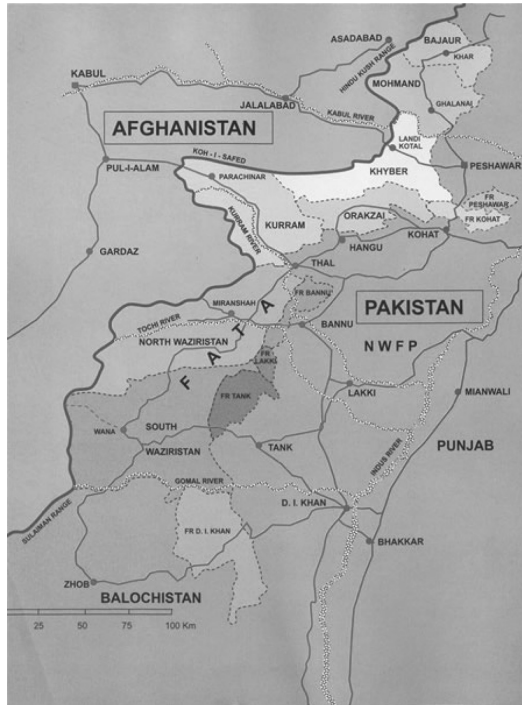 ASADABAD
BAJAUR
KHAR
KABUL
HINDU KUSH RANGE
MOHMAND
JALALABAD
KABUL RIVER
GHALANAI
AFGHANISTAN
LANDI
KOTAL
KOH - I - SAFED
PESHAWAR
PUL-I-ALAM
PARACHINAR
KHYBER
FR
PESHAWAR
KURRAM RIVER
KURRAM
ORAKZAI
FR KOHAT
KOHAT
HANGU
GARDAZ
THAL
FR BANNU
MIRANSHAH
PAKISTAN
TOCHI RIVER
BANNU
NORTH WAZIRISTAN
N W F P
F A T A
FR
LAKKI
FR TANK
LAKKI
MIANWALI
WANA
SOUTH
WAZIRISTAN
TANK
PUNJAB
INDUS RIVER
GOMAL RIVER
D. I. KHAN
SULAIMAN RANGE
FR D. I. KHAN
BHAKKAR
ZHOB
BALOCHISTAN
25 50 75 100 Km